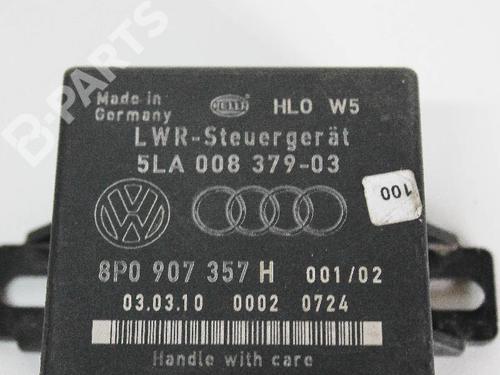 B-PARTS
Made in
Germany
HELLA
HLO W5
LWR-Steuergerät
5LA 008 379-03
100
8P0 907 357 H 001/02
03.03.10 0002 0724
Handle with care